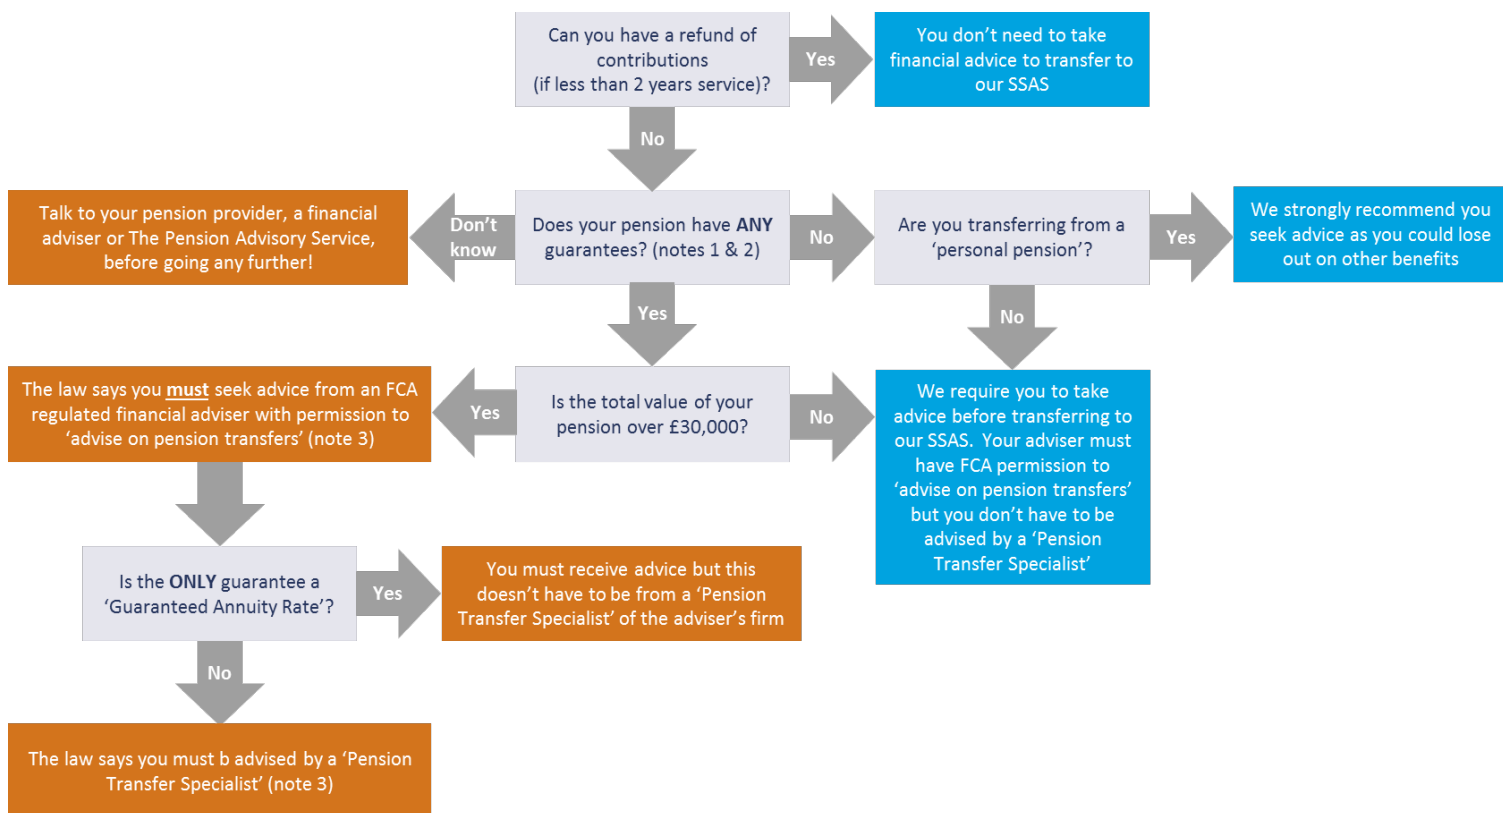 Can you have a refund of
contributions
(if less than 2 years service)?
Yes
You don’t need to take
financial advice to transfer to
our SSAS
No
Talk to your pension provider, a financial
adviser or The Pension Advisory Service,
before going any further!
Don’t
know
Does your pension have ANY
guarantees? (notes 1 & 2)
No
Are you transferring from a
‘personal pension’?
Yes
We strongly recommend you
seek advice as you could lose
out on other benefits
Yes
No
The law says you must seek advice from an FCA
regulated financial adviser with permission to
‘advise on pension transfers’ (note 3)
Yes
Is the total value of your
pension over £30,000?
No
We require you to take
advice before transferring to
our SSAS. Your adviser must
have FCA permission to
‘advise on pension transfers’
but you don’t have to be
advised by a ‘Pension
Transfer Specialist’
Is the ONLY guarantee a
‘Guaranteed Annuity Rate’?
Yes
You must receive advice but this
doesn’t have to be from a ‘Pension
Transfer Specialist’ of the adviser’s firm
No
The law says you must b advised by a ‘Pension
Transfer Specialist’ (note 3)